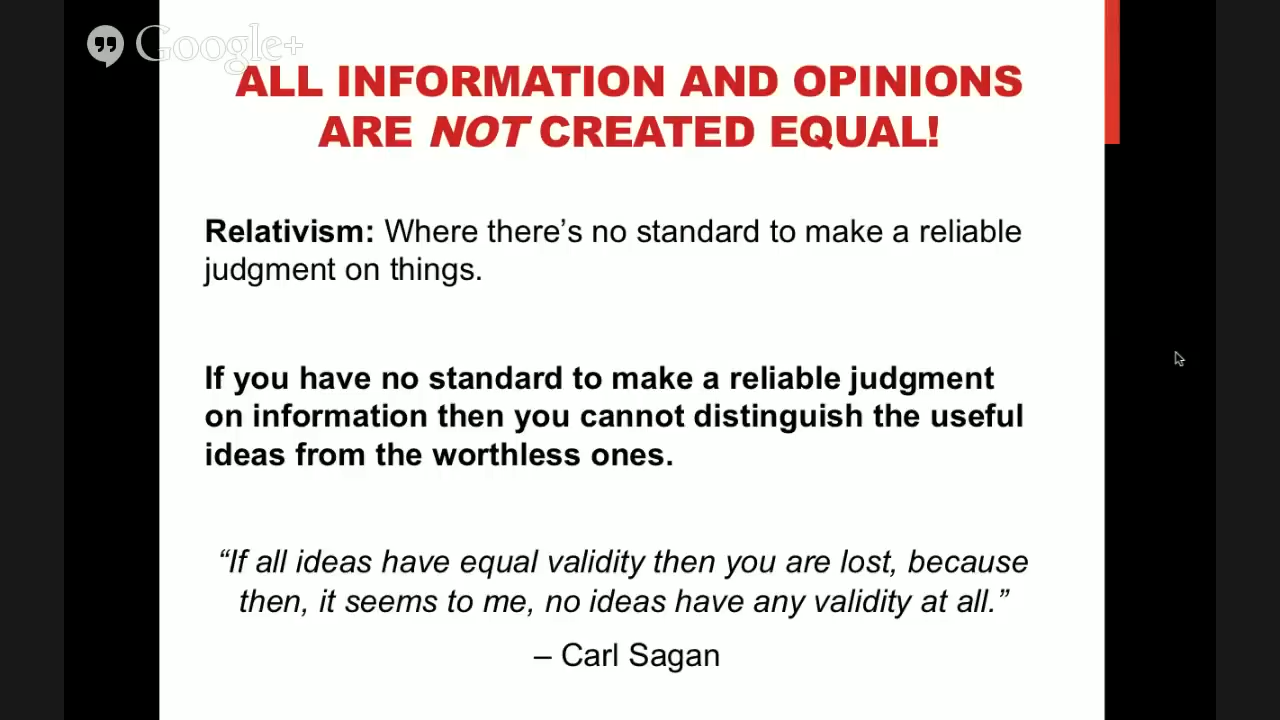 Google+
ALL INFORMATION AND OPINIONS
ARE NOT CREATED EQUAL!
Relativism: Where there’s no standard to make a reliable
judgment on things.
If you have no standard to make a reliable judgment
on information then you cannot distinguish the useful
ideas from the worthless ones.
“If all ideas have equal validity then you are lost, because
then, it seems to me, no ideas have any validity at all.”
– Carl Sagan